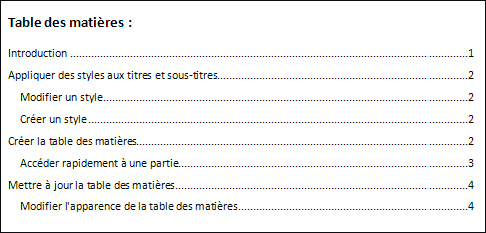 Table des matières :
Introduction ........................................................................................................................1
Appliquer des styles aux titres et sous-titres...........................................................................2
Modifier un style.................................................................................................................2
Créer un style......................................................................................................................2
Créer la table des matières....................................................................................................2
Accéder rapidement à une partie..........................................................................................3
Mettre à jour la table des matières.........................................................................................4
Modifier l'apparence de la table des matières........................................................................4